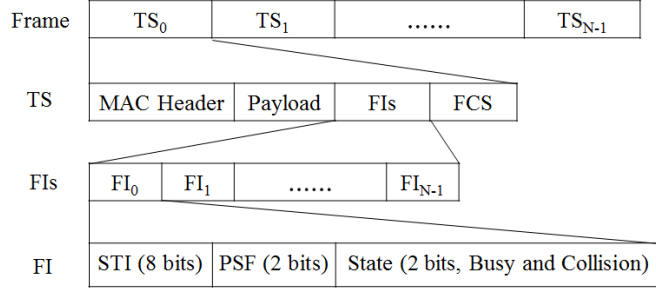 Frame TS0 TS1 ...... TSN-1
TS MAC Header Payload FIs FCS
FIs FI0 FI1 ...... FIN-1
FI STI (8 bits) PSF (2 bits) State (2 bits, Busy and Collision)